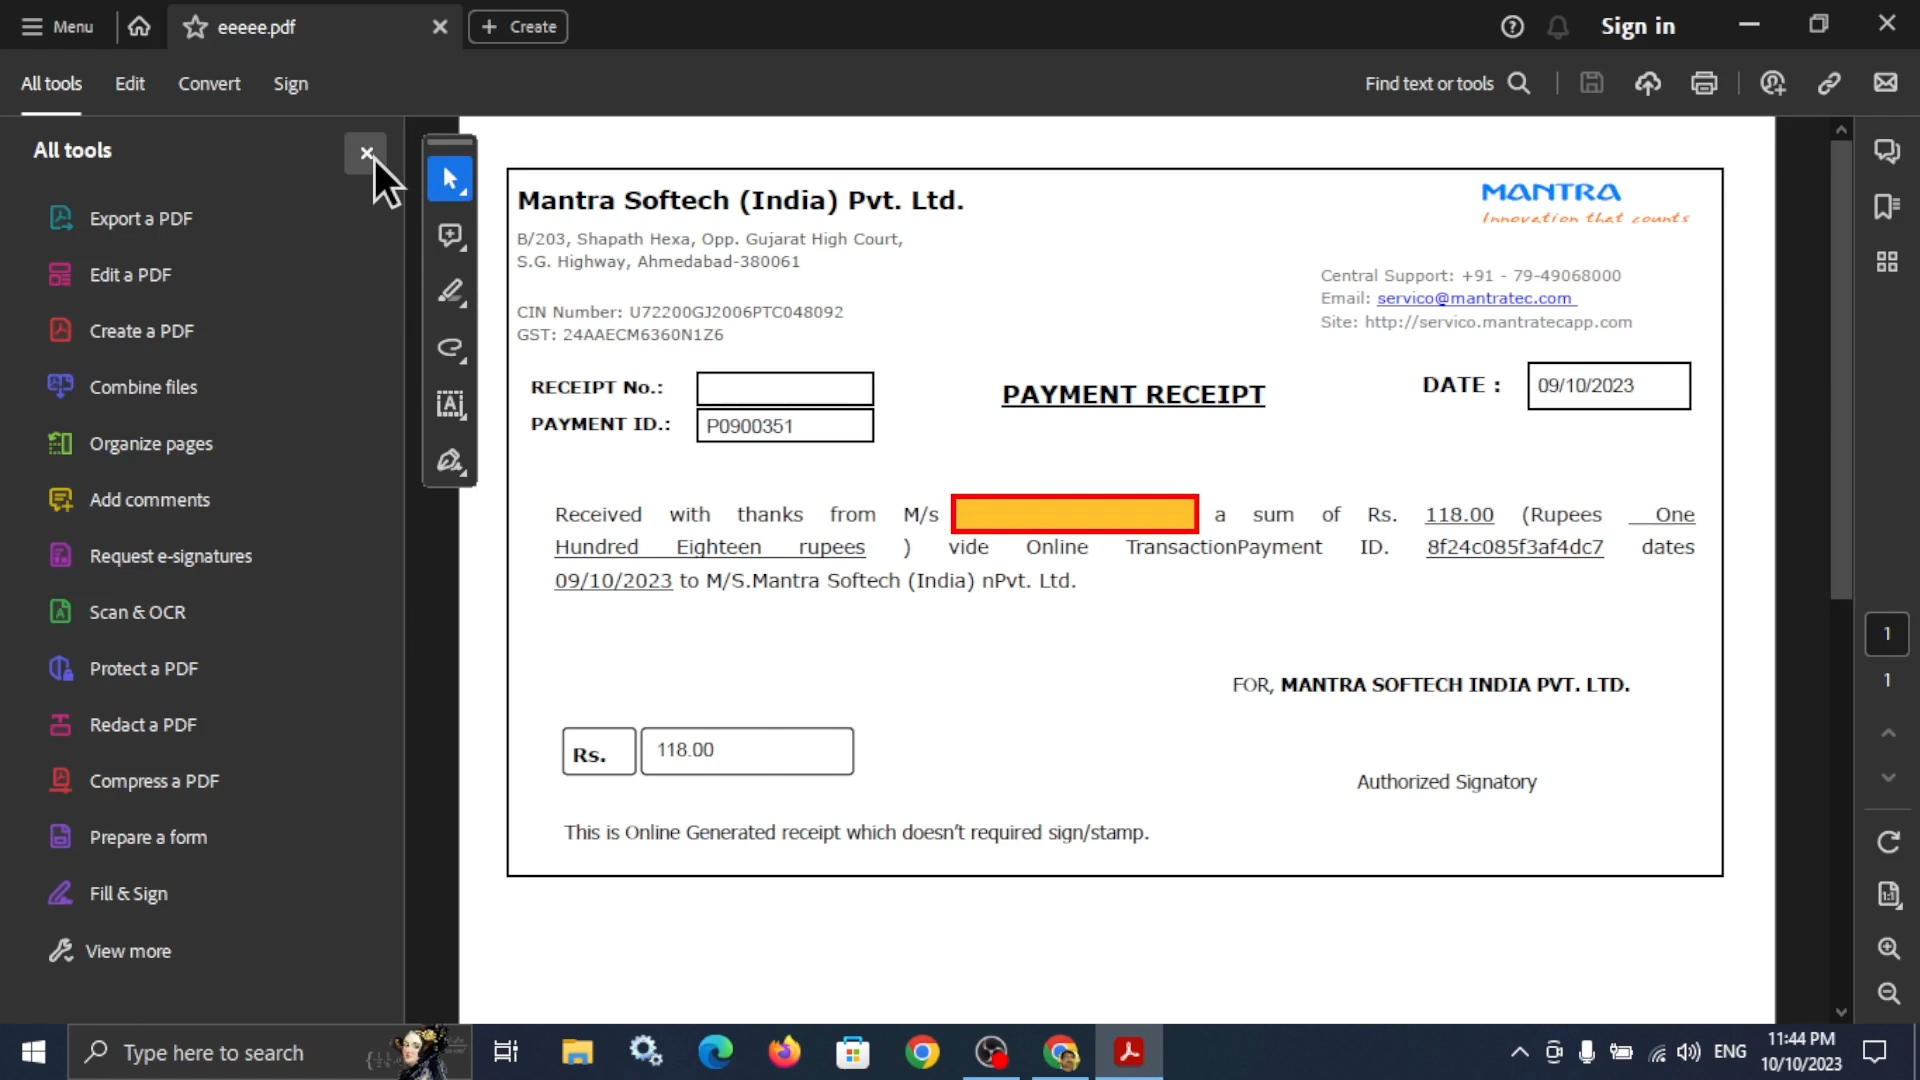 Menu
eeeee.pdf
Create
Sign in
All tools Edit Convert Sign
Find text or tools
All tools
Export a PDF
Edit a PDF
Create a PDF
Combine files
Organize pages
Add comments
Request e-signatures
Scan & OCR
Protect a PDF
Redact a PDF
Compress a PDF
Prepare a form
Fill & Sign
View more
Mantra Softech (India) Pvt. Ltd.
B/203, Shapath Hexa, Opp. Gujarat High Court,
S.G. Highway, Ahmedabad-380061
CIN Number: U72200GJ2006PTC048092
GST: 24AAECM6360N1Z6
MANTRA
Innovation that counts
Central Support: +91 - 79-49068000
Email: servico@mantratec.com
Site: http://servico.mantratecapp.com
RECEIPT No.:
PAYMENT ID.: P0900351
PAYMENT RECEIPT
DATE : 09/10/2023
Received with thanks from M/s a sum of Rs. 118.00 (Rupees One
Hundred Eighteen rupees ) vide Online TransactionPayment ID. 8f24c085f3af4dc7 dates
09/10/2023 to M/S.Mantra Softech (India) nPvt. Ltd.
FOR, MANTRA SOFTECH INDIA PVT. LTD.
Rs. 118.00
Authorized Signatory
This is Online Generated receipt which doesn't required sign/stamp.
1
1
Type here to search
ENG
11:44 PM
10/10/2023